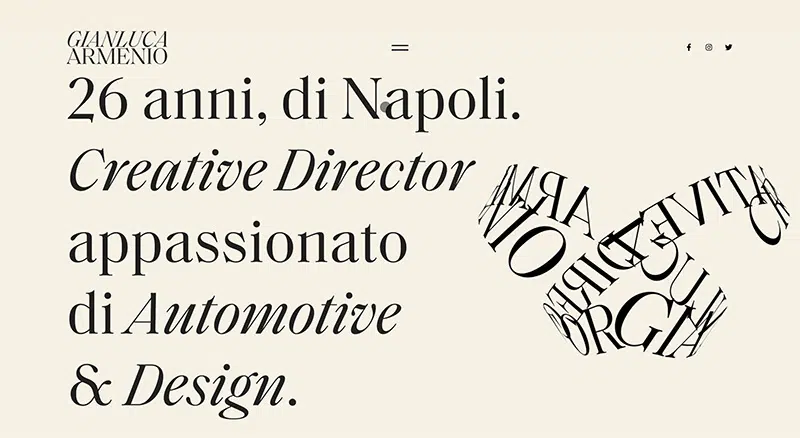 GIANLUCA
ARMENIO
26 anni, di Napoli.
Creative Director
appassionato
di Automotive
& Design.